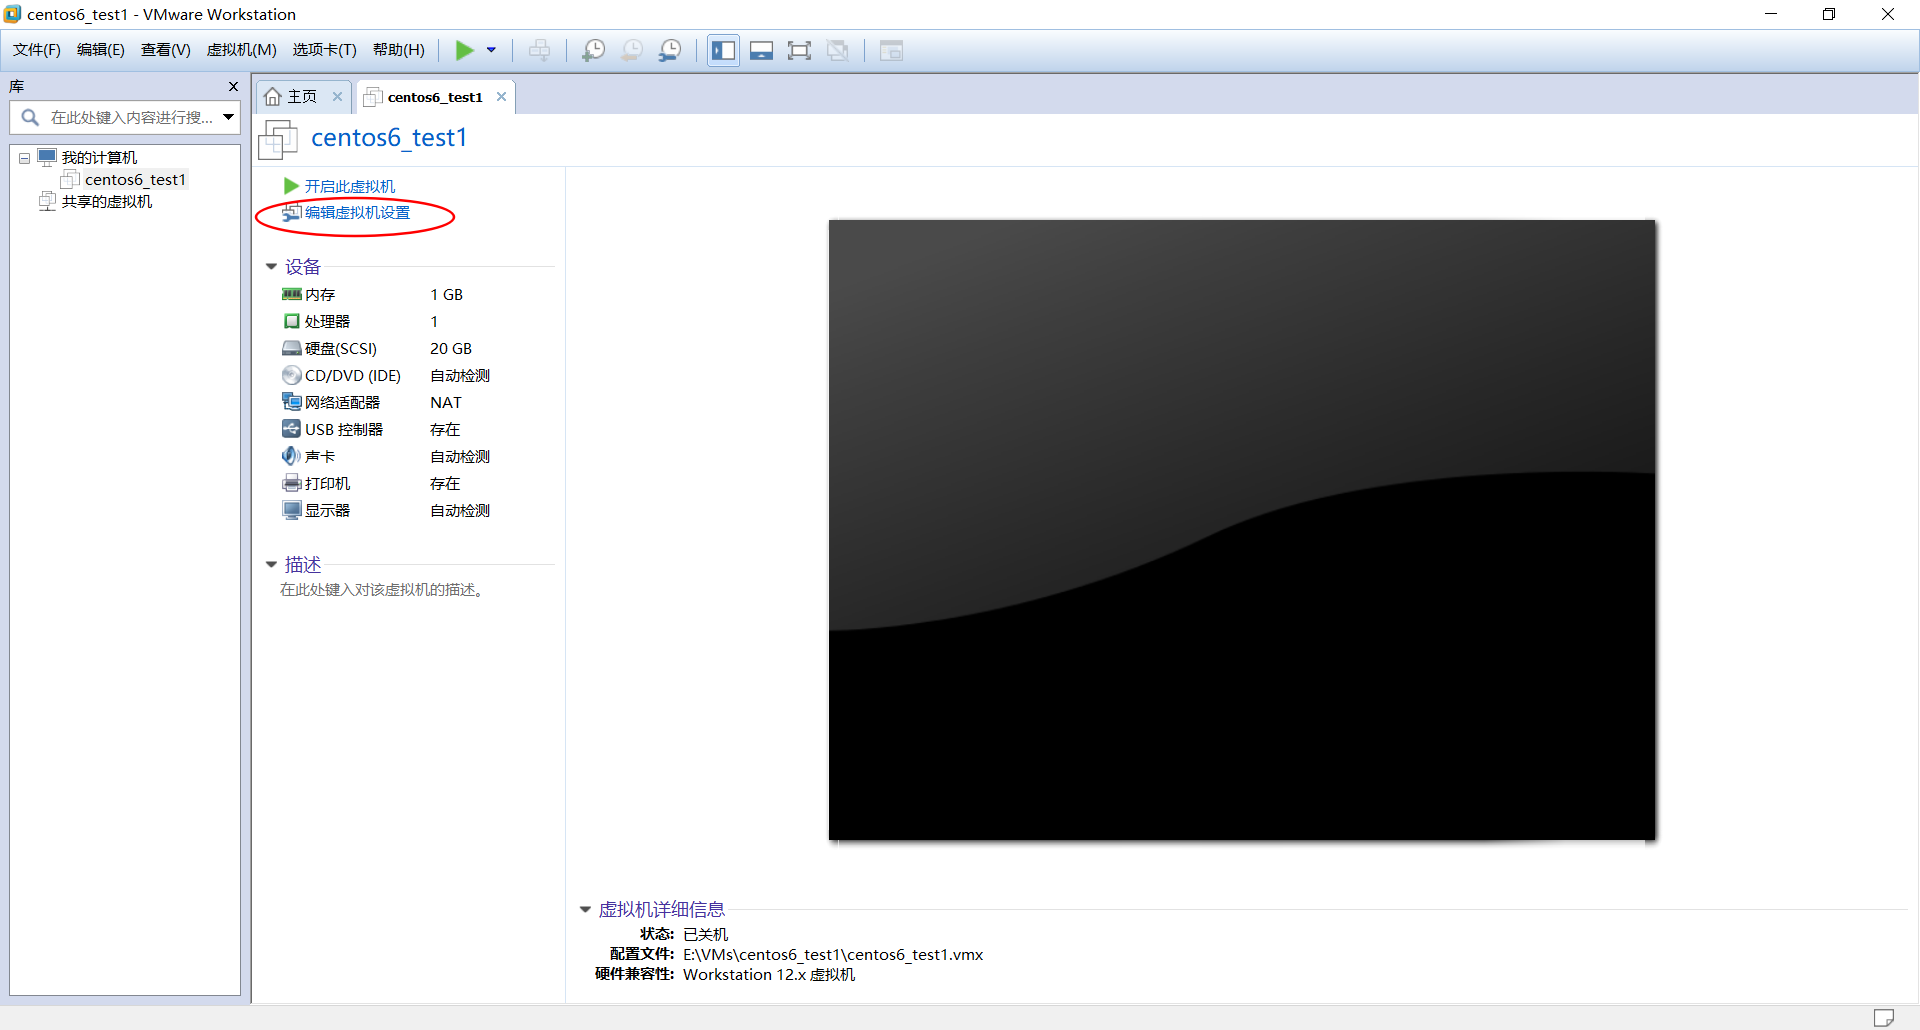 centos6_test1 - VMware Workstation
文件(F) 编辑(E) 查看(V) 虚拟机(M) 选项卡(T) 帮助(H)
库
在此处键入内容进行搜...
我的计算机
centos6_test1
共享的虚拟机
主页 centos6_test1
centos6_test1
开启此虚拟机
编辑虚拟机设置
设备
内存 1 GB
处理器 1
硬盘(SCSI) 20 GB
CD/DVD (IDE) 自动检测
网络适配器 NAT
USB 控制器 存在
声卡 自动检测
打印机 存在
显示器 自动检测
描述
在此处键入对该虚拟机的描述。
虚拟机详细信息
状态: 已关机
配置文件: E:\VMs\centos6_test1\centos6_test1.vmx
硬件兼容性: Workstation 12.x 虚拟机